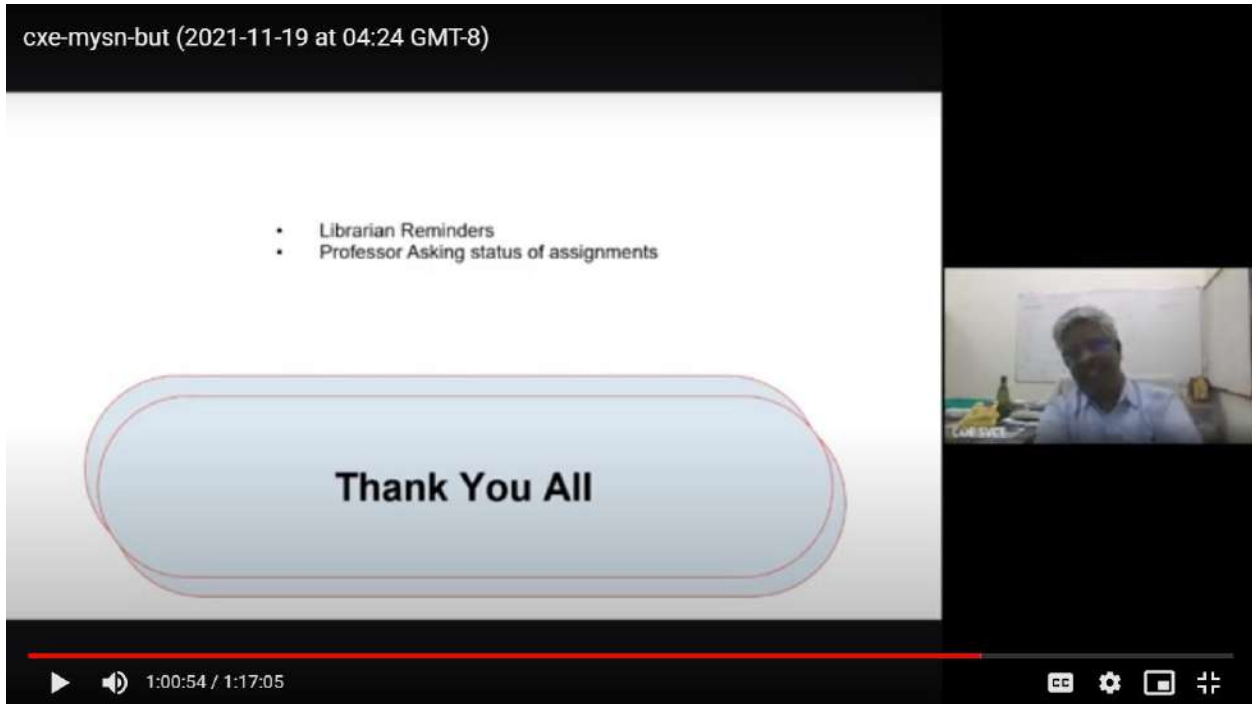 cxe-mysn-but (2021-11-19 at 04:24 GMT-8)
• Librarian Reminders
• Professor Asking status of assignments
Thank You All
1:00:54 / 1:17:05
CC